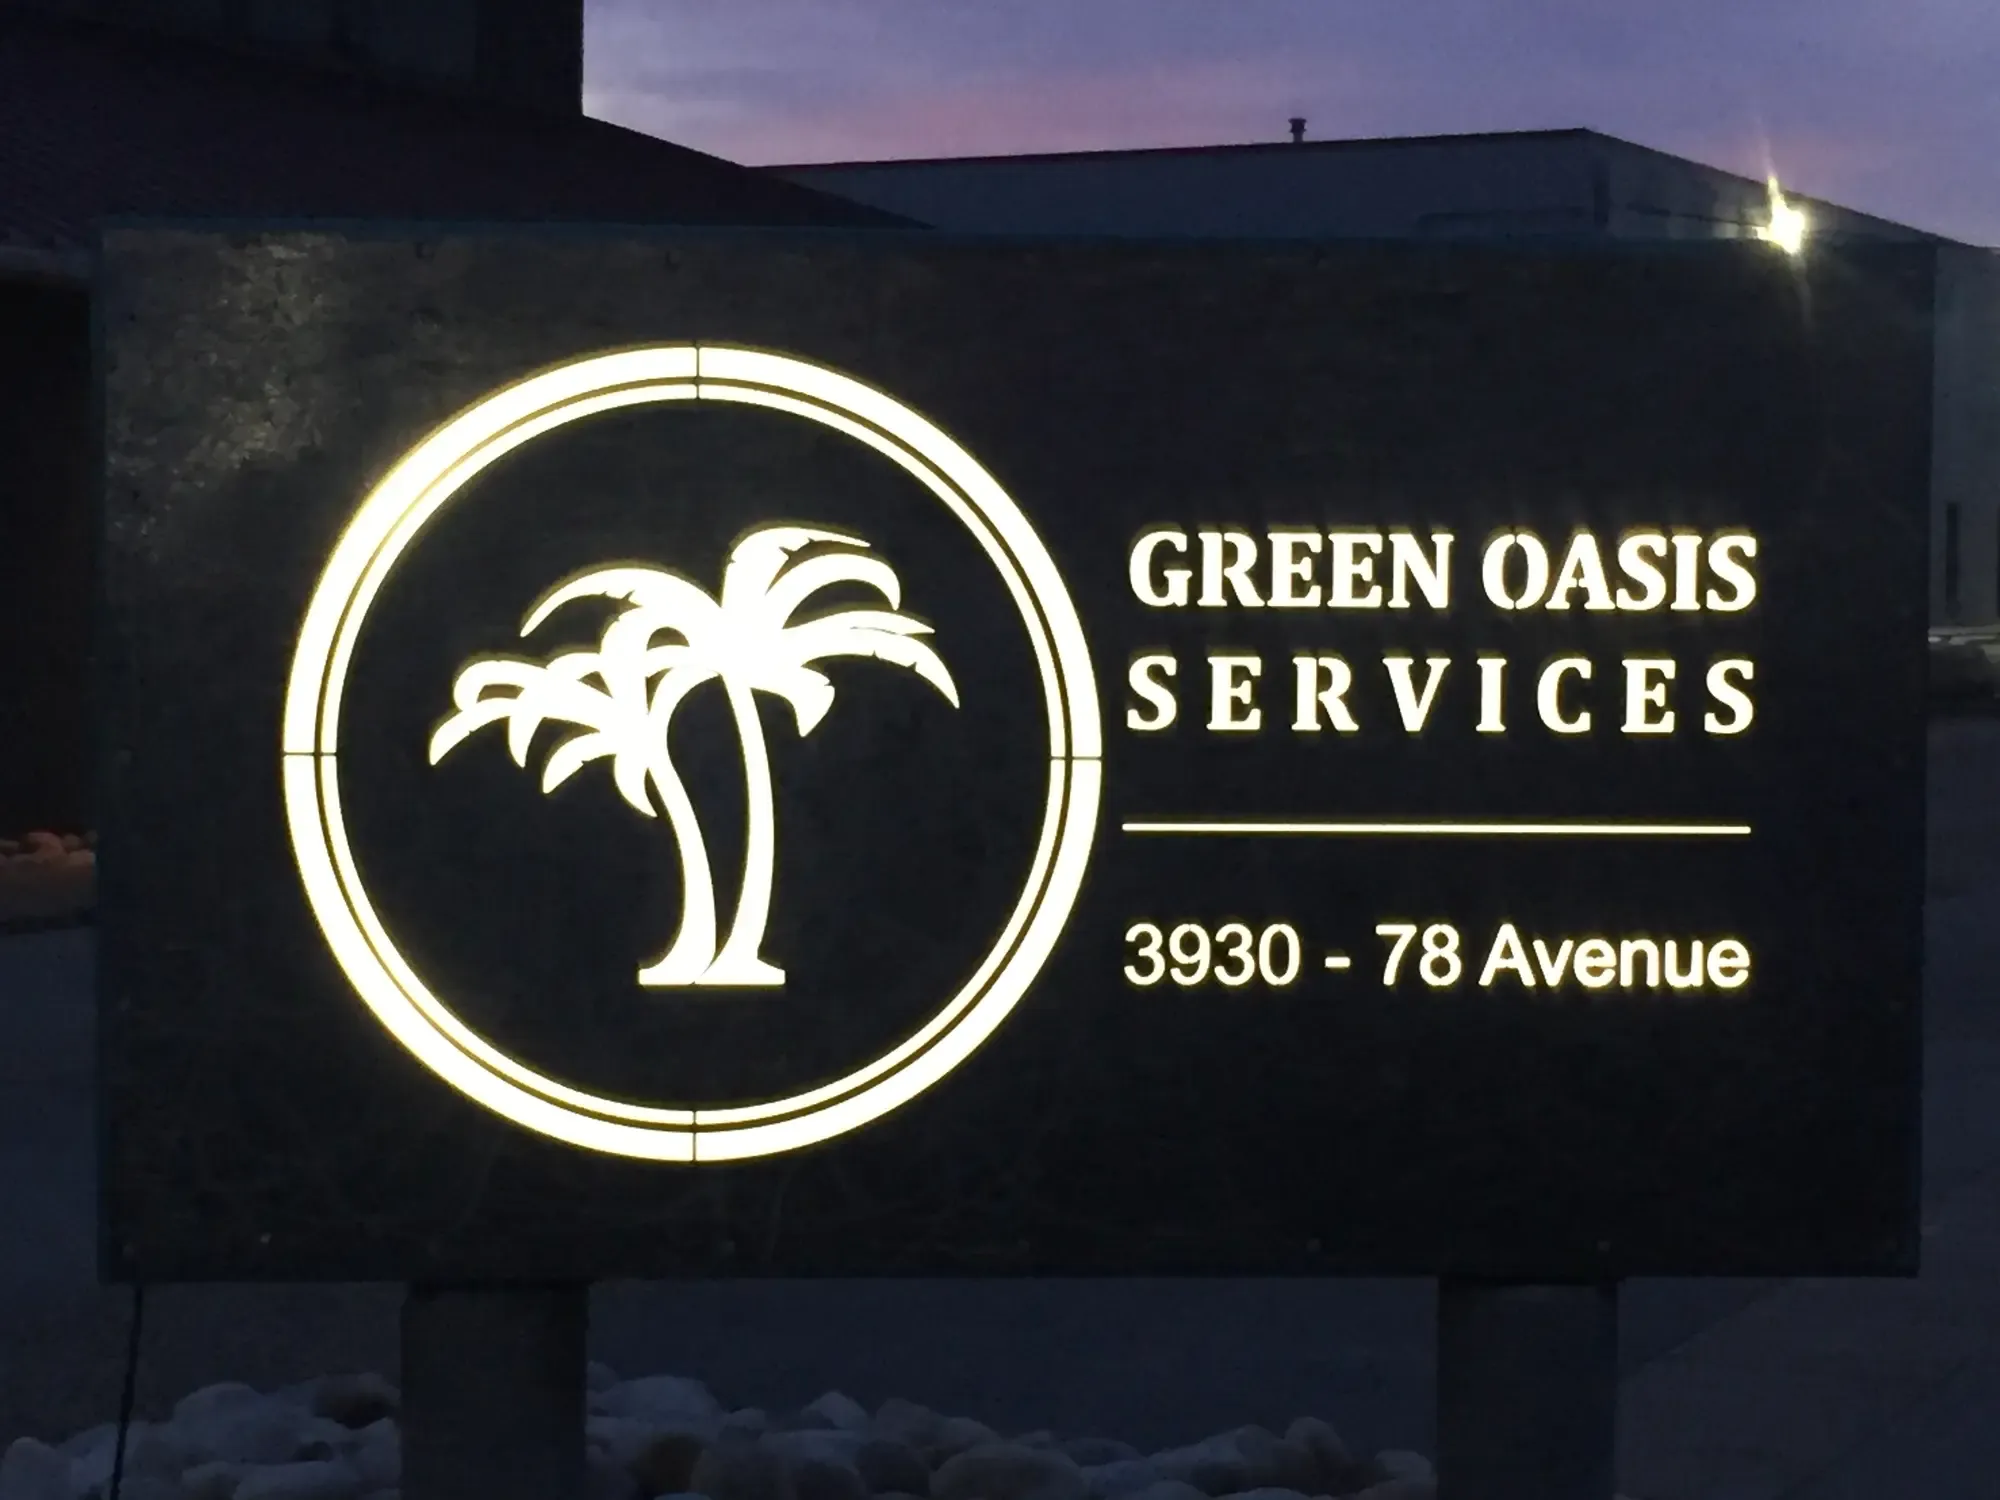 GREEN OASIS
SERVICES
3930 - 78 Avenue